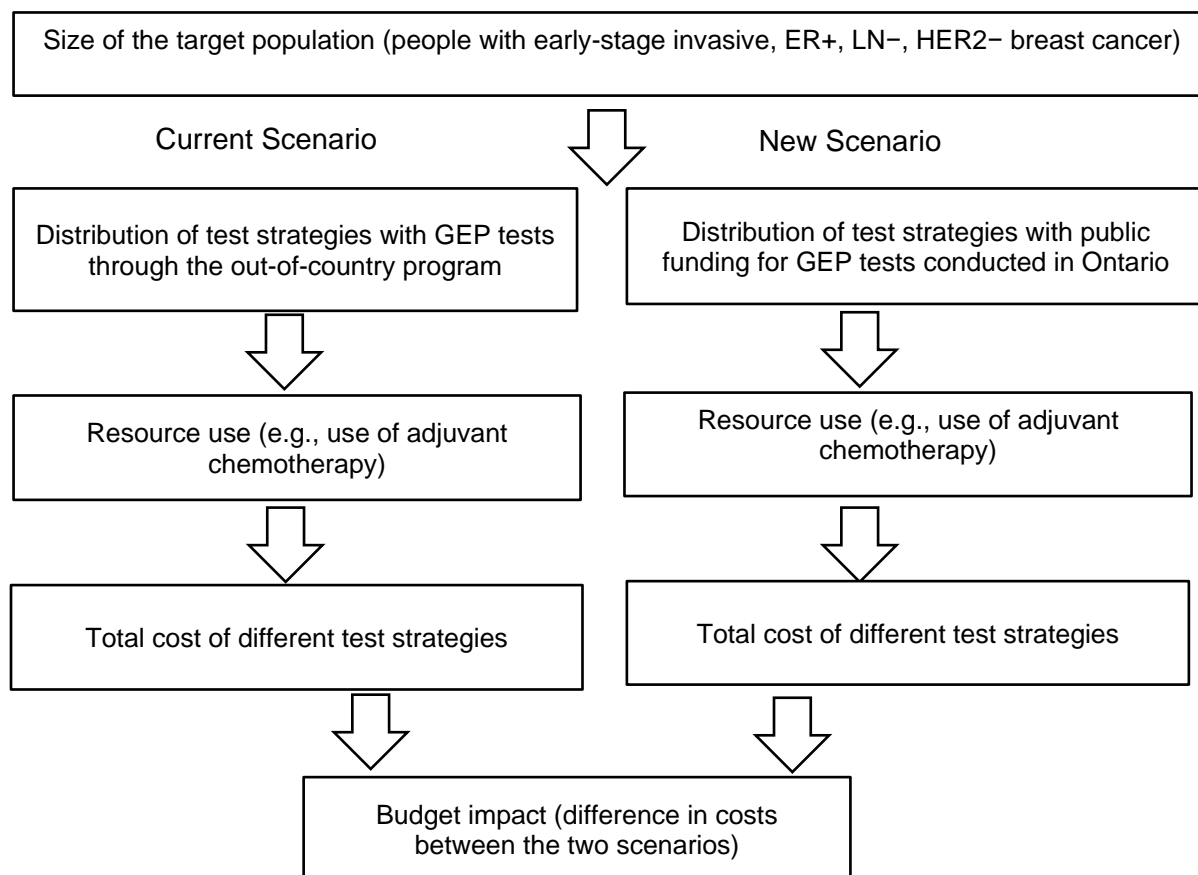 Size of the target population (people with early-stage invasive, ER+, LN−, HER2− breast cancer)
Current Scenario
New Scenario
Distribution of test strategies with GEP tests
through the out-of-country program
Distribution of test strategies with public
funding for GEP tests conducted in Ontario
Resource use (e.g., use of adjuvant
chemotherapy)
Resource use (e.g., use of adjuvant
chemotherapy)
Total cost of different test strategies
Total cost of different test strategies
Budget impact (difference in costs
between the two scenarios)